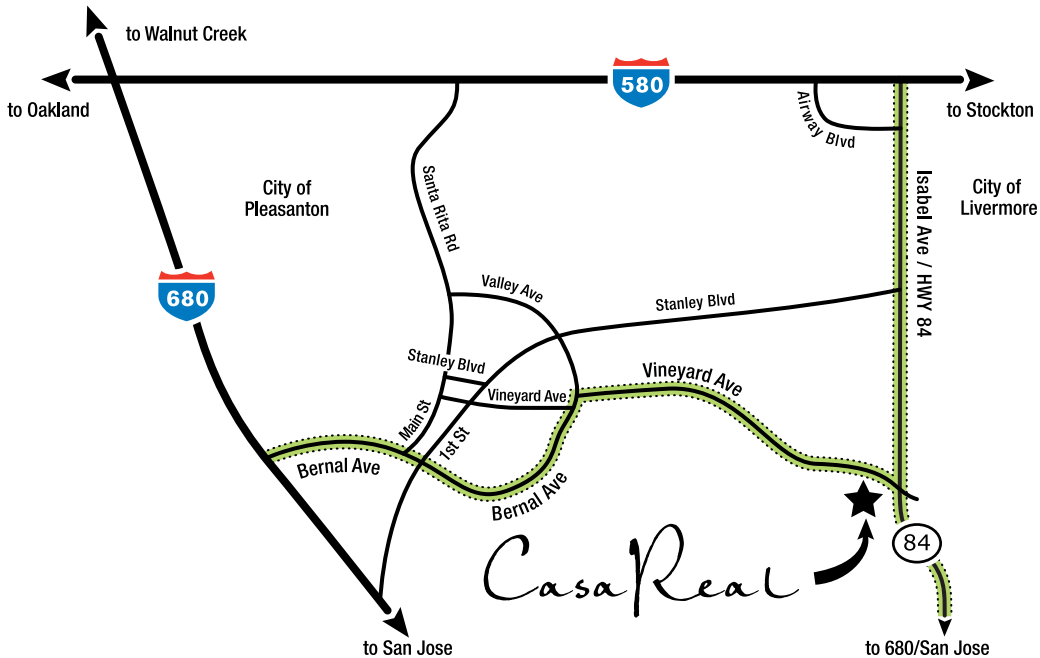 to Walnut Creek
580
to Oakland
to Stockton
Airway Blvd
City of
Pleasanton
Santa Rita Rd
Isabel Ave / HWY 84
City of
Livermore
680
Valley Ave
Stanley Blvd
Stanley Blvd
Vineyard Ave
Vineyard Ave
Main St
1st St
Bernal Ave
Bernal Ave
84
CasaReal
to San Jose
to 680/San Jose